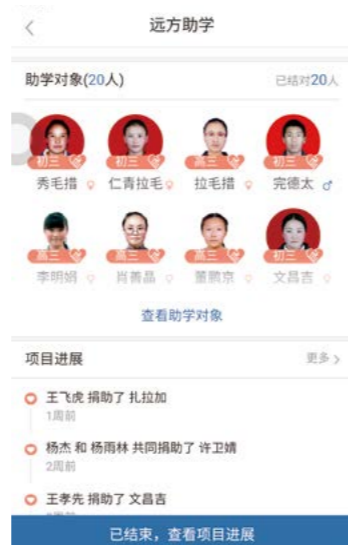 远方助学
助学对象(20人)
已结对20人
初三 初三 高三 初三
秀毛措 仁青拉毛 拉毛措 完德太
高三 高三 高三 初三
李明娟 肖善晶 董鹏京 文昌吉
查看助学对象
项目进展
更多
王飞虎 捐助了 扎拉加
1周前
杨杰 和 杨雨林 共同捐助了 许卫婧
2周前
王孝先 捐助了 文昌吉
已结束，查看项目进展